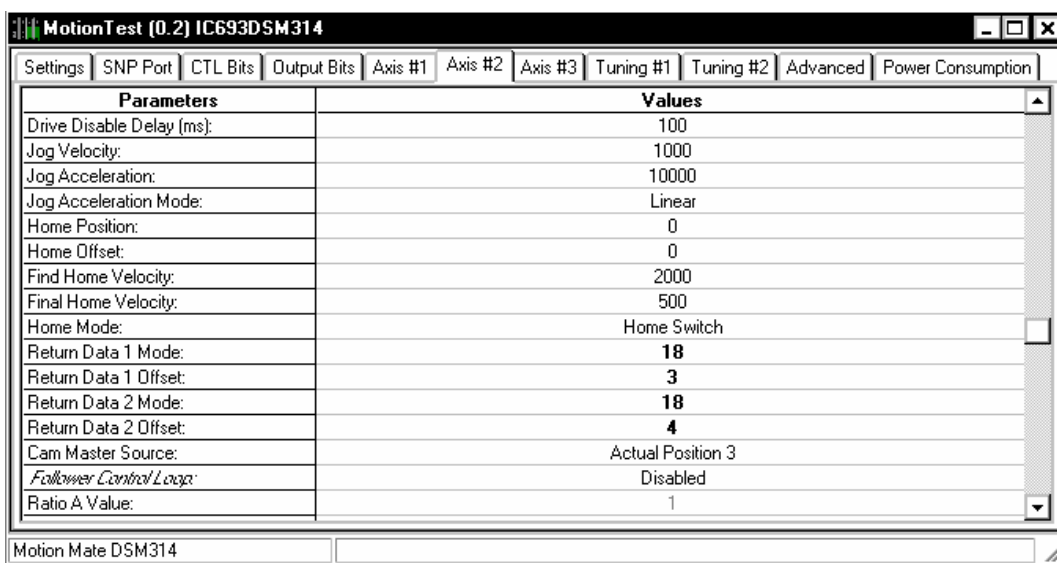 MotionTest (0.2) IC693DSM314
Settings SNP Port CTL Bits Output Bits Axis #1 Axis #2 Axis #3 Tuning #1 Tuning #2 Advanced Power Consumption
Parameters Values
Drive Disable Delay (ms): 100
Jog Velocity: 1000
Jog Acceleration: 10000
Jog Acceleration Mode: Linear
Home Position: 0
Home Offset: 0
Find Home Velocity: 2000
Final Home Velocity: 500
Home Mode: Home Switch
Return Data 1 Mode: 18
Return Data 1 Offset: 3
Return Data 2 Mode: 18
Return Data 2 Offset: 4
Cam Master Source: Actual Position 3
Follower Control Loop: Disabled
Ratio A Value: 1
Motion Mate DSM314